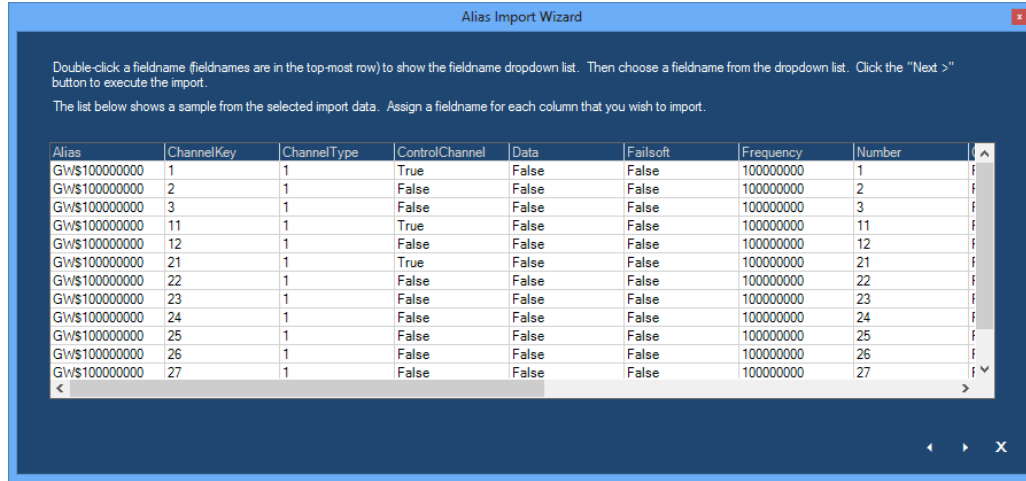 Alias Import Wizard
x
Double-click a fieldname (fieldnames are in the top-most row) to show the fieldname dropdown list. Then choose a fieldname from the dropdown list. Click the "Next >"
button to execute the import.
The list below shows a sample from the selected import data. Assign a fieldname for each column that you wish to import.
Alias ChannelKey ChannelType ControlChannel Data Failsoft Frequency Number
GW$100000000 1 1 True False False 100000000 1
GW$100000000 2 1 False False False 100000000 2
GW$100000000 3 1 False False False 100000000 3
GW$100000000 11 1 True False False 100000000 11
GW$100000000 12 1 False False False 100000000 12
GW$100000000 21 1 True False False 100000000 21
GW$100000000 22 1 False False False 100000000 22
GW$100000000 23 1 False False False 100000000 23
GW$100000000 24 1 False False False 100000000 24
GW$100000000 25 1 False False False 100000000 25
GW$100000000 26 1 False False False 100000000 26
GW$100000000 27 1 False False False 100000000 27
X